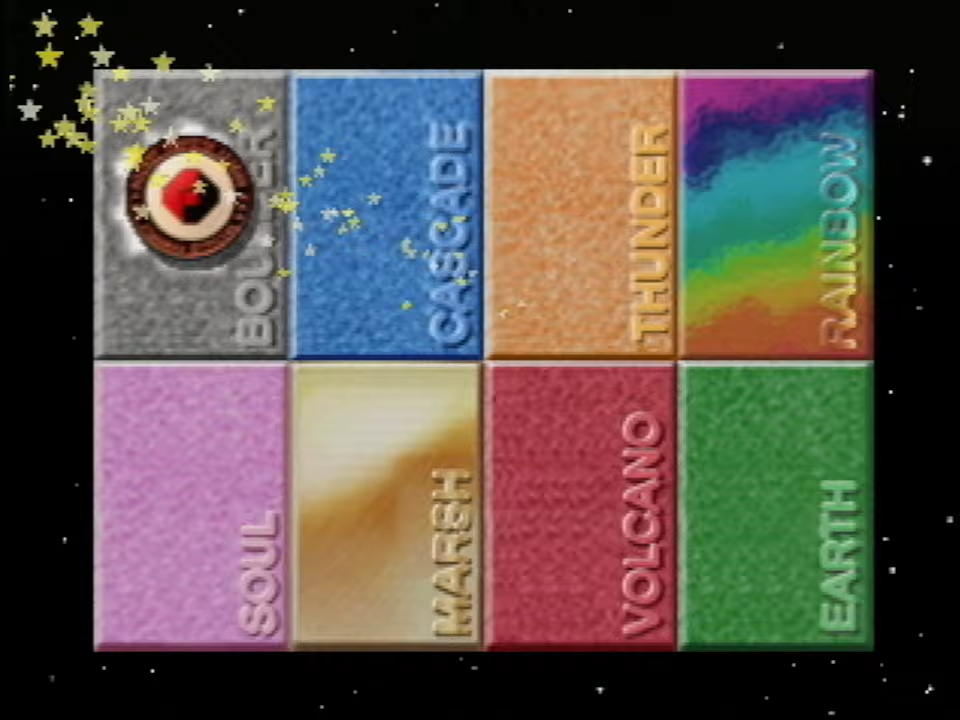 BOULDER
CASCADE
THUNDER
RAINBOW
SOUL
MARSH
VOLCANO
EARTH